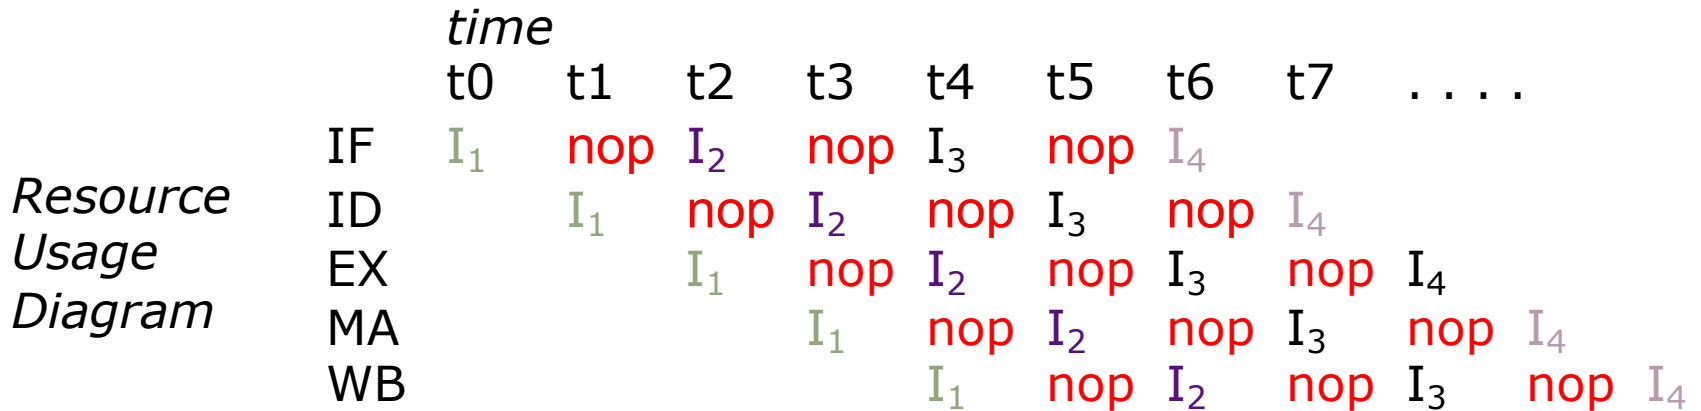 time
t0 t1 t2 t3 t4 t5 t6 t7 . . . .
IF I₁ nop I₂ nop I₃ nop I₄
Resource
ID I₁ nop I₂ nop I₃ nop I₄
Usage
EX I₁ nop I₂ nop I₃ nop I₄
Diagram
MA I₁ nop I₂ nop I₃ nop I₄
WB I₁ nop I₂ nop I₃ nop I₄